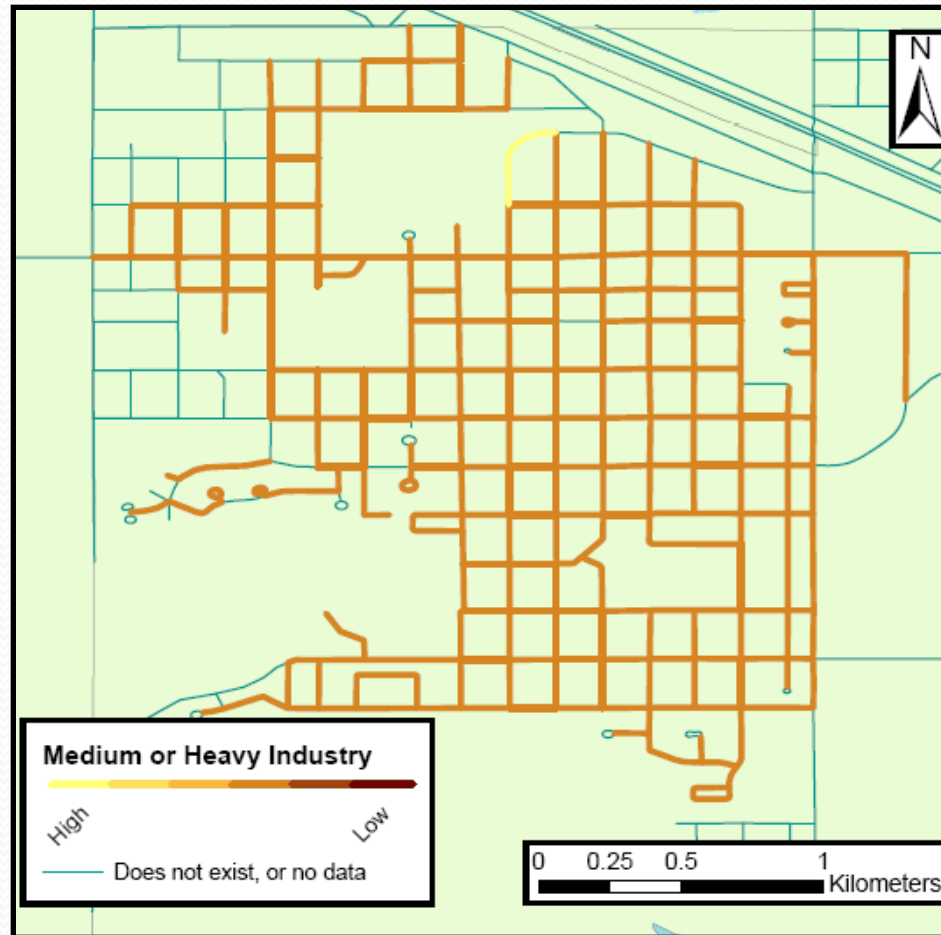 N
Medium or Heavy Industry
High
Low
Does not exist, or no data
0 0.25 0.5 1
Kilometers